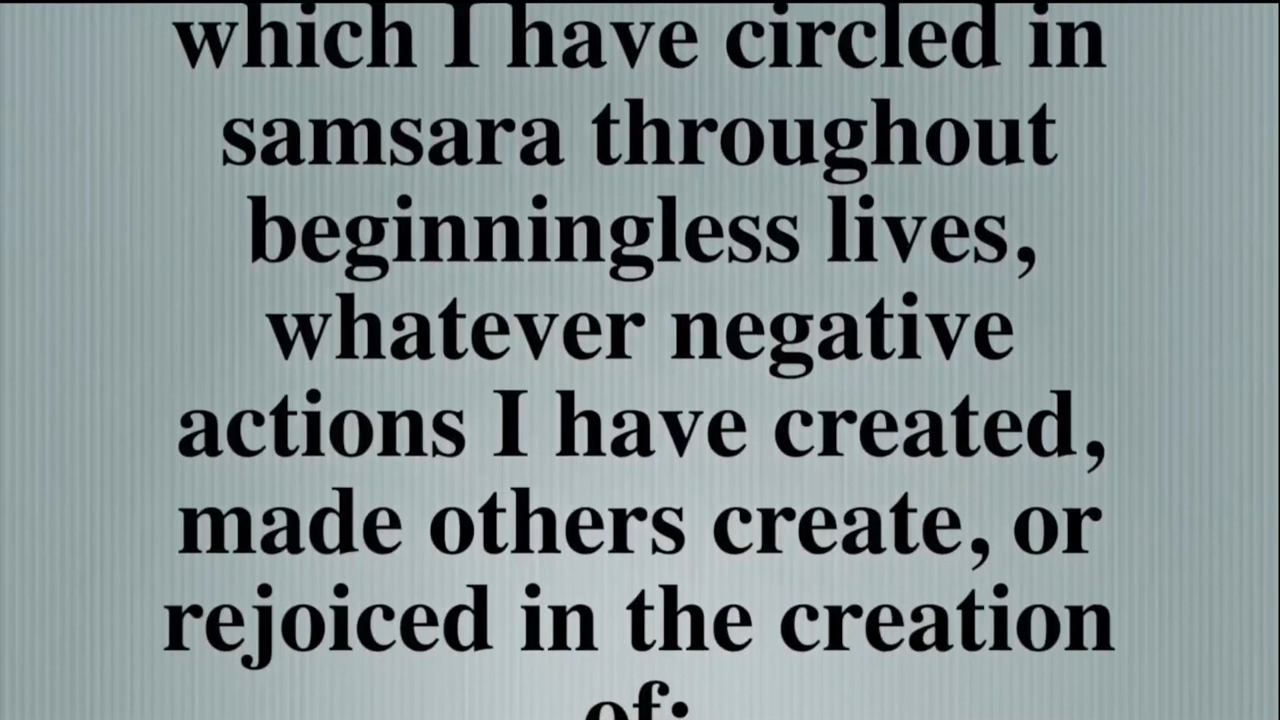 which I have circled in
samsara throughout
beginningless lives,
whatever negative
actions I have created,
made others create, or
rejoiced in the creation
of: